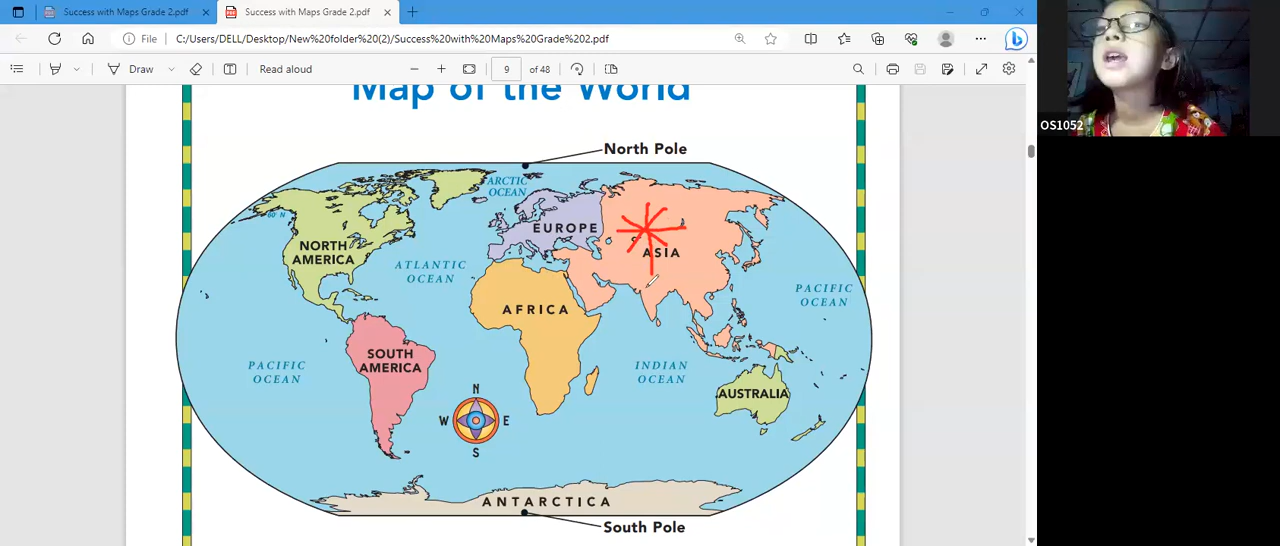 Success with Maps Grade 2.pdf
Success with Maps Grade 2.pdf
File
C:/Users/DELL/Desktop/New%20folder%20(2)/Success%20with%20Maps%20Grade%202.pdf
Draw
Read aloud
9
of 48
Map of the World
North Pole
ARCTIC
OCEAN
60° N
EUROPE
NORTH
AMERICA
ASIA
ATLANTIC
OCEAN
PACIFIC
OCEAN
AFRICA
SOUTH
AMERICA
PACIFIC
OCEAN
INDIAN
OCEAN
AUSTRALIA
N
W
E
S
ANTARCTICA
South Pole
OS1052